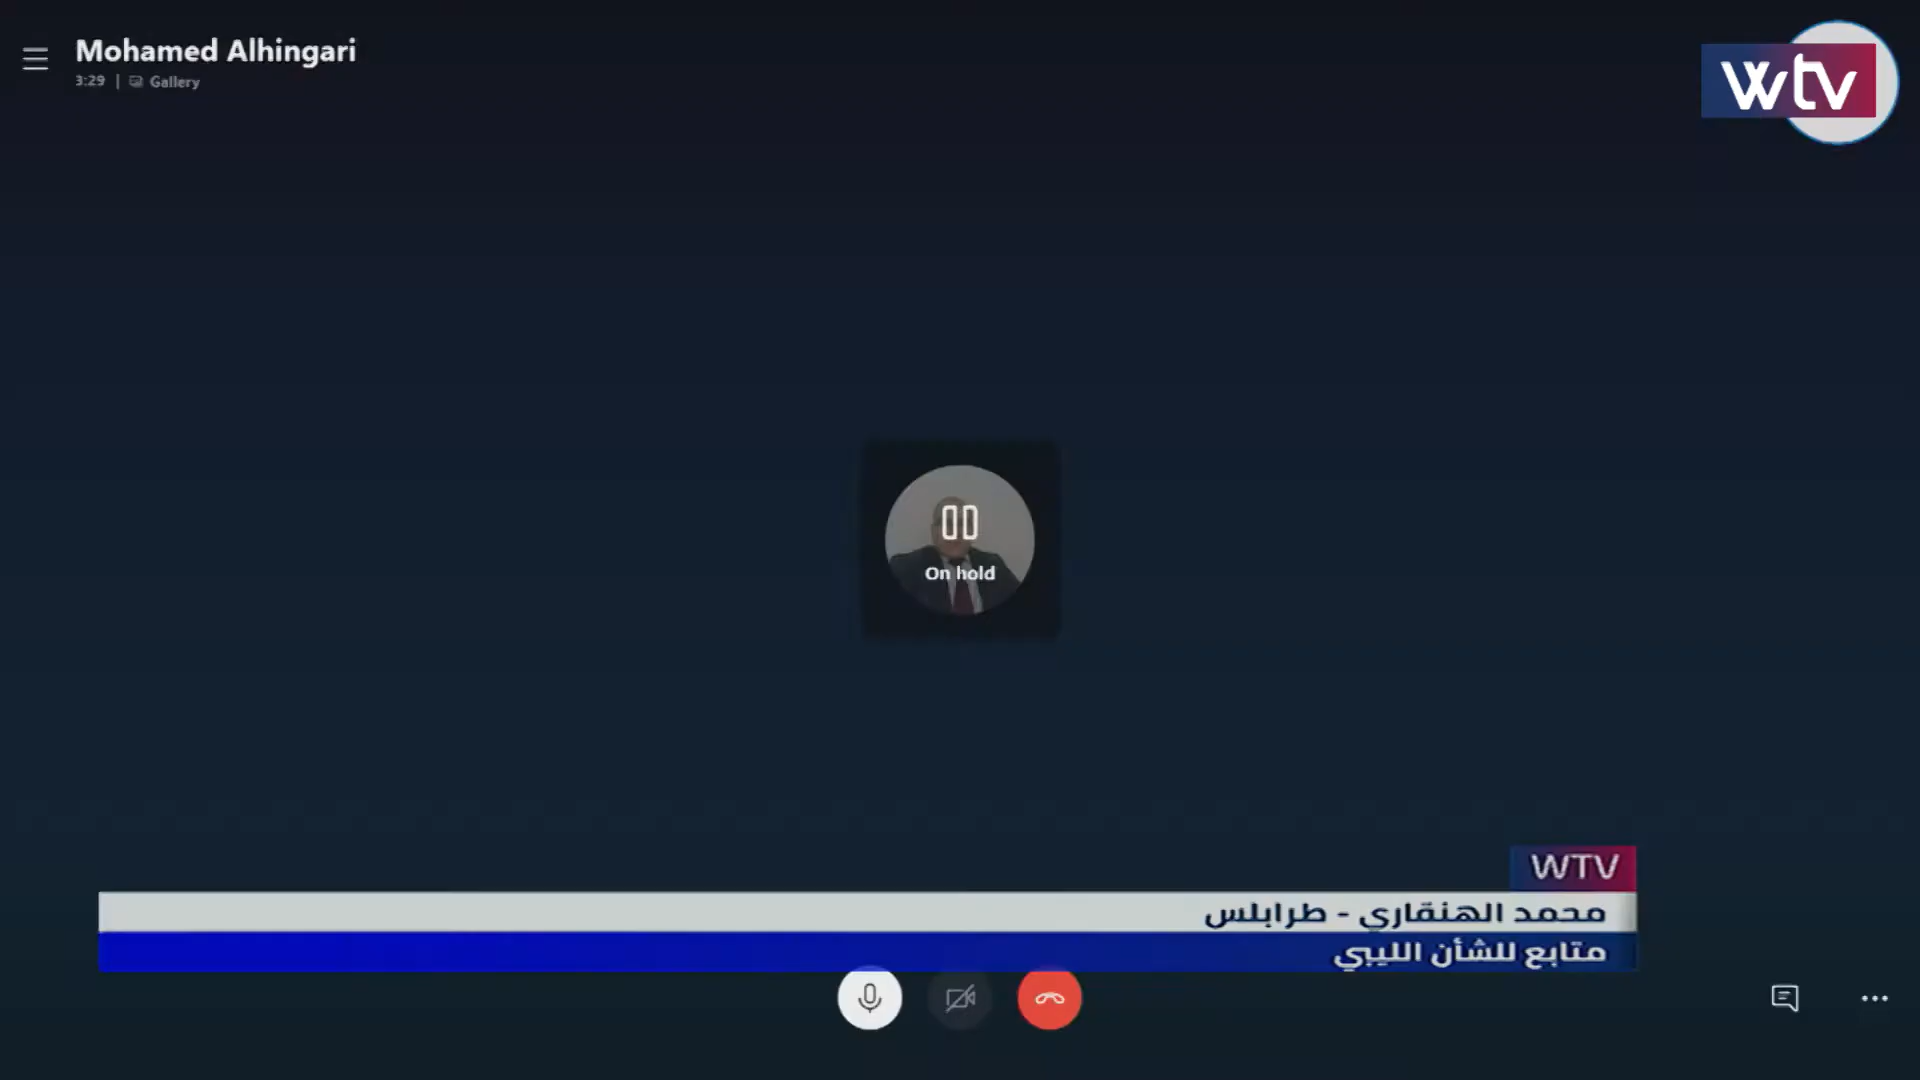 Mohamed Alhingari
3:29 | Gallery
wtv
On hold
WTV
محمد الهنقاري - طرابلس
متابع للشأن الليبي